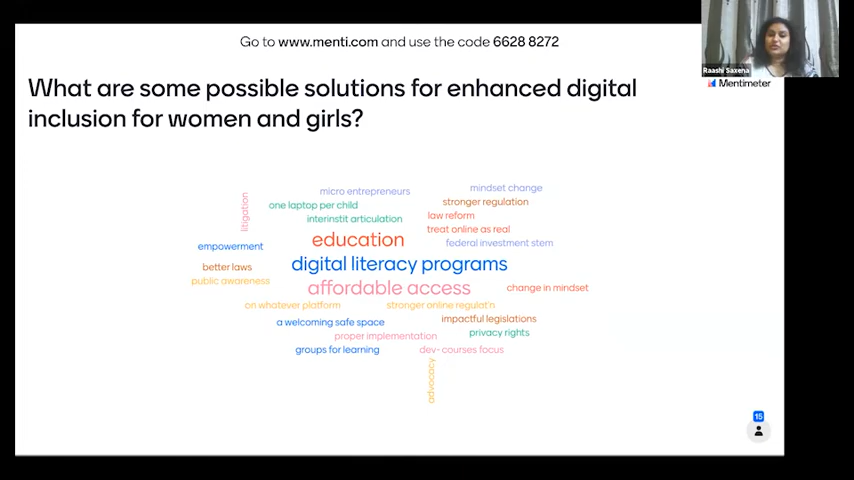 Go to www.menti.com and use the code 6628 8272
Raashi Saxena
Mentimeter
What are some possible solutions for enhanced digital
inclusion for women and girls?
micro entrepreneurs
mindset change
litigation
one laptop per child
stronger regulation
interinstit articulation
law reform
treat online as real
empowerment
education
federal investment stem
better laws
digital literacy programs
public awareness
affordable access
change in mindset
on whatever platform
stronger online regulat'n
a welcoming safe space
impactful legislations
proper implementation
privacy rights
groups for learning
dev- courses focus
advocacy
15